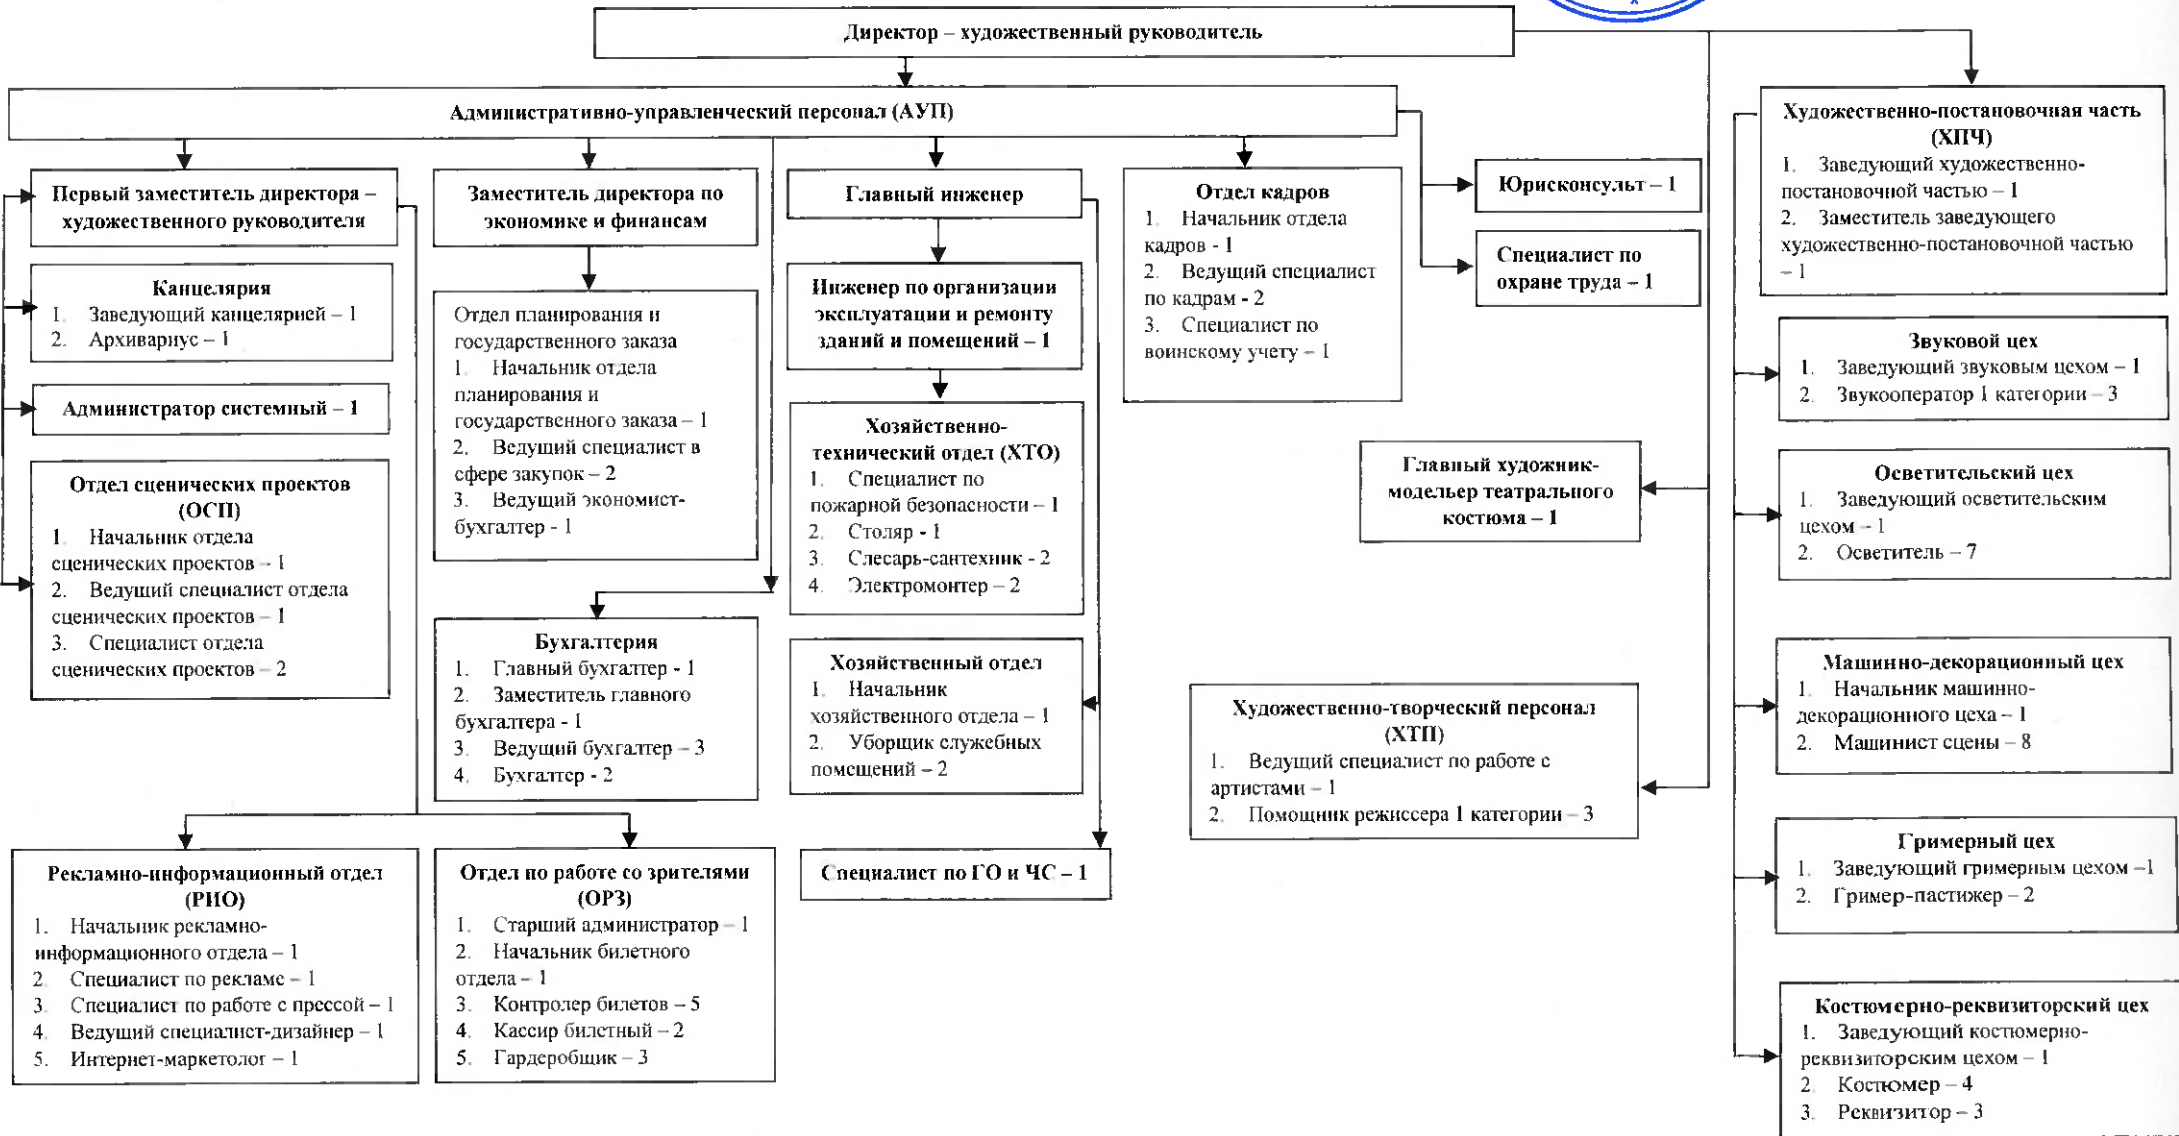 Директор – художественный руководитель
Административно-управленческий персонал (АУП)
Первый заместитель директора –
художественного руководителя
Канцелярия
1. Заведующий канцелярией – 1
2. Архивариус – 1
Администратор системный – 1
Отдел сценических проектов
(ОСП)
1. Начальник отдела
сценических проектов – 1
2. Ведущий специалист отдела
сценических проектов – 1
3. Специалист отдела
сценических проектов – 2
Заместитель директора по
экономике и финансам
Отдел планирования и
государственного заказа
1. Начальник отдела
планирования и
государственного заказа – 1
2. Ведущий специалист в
сфере закупок – 2
3. Ведущий экономист-
бухгалтер - 1
Бухгалтерия
1. Главный бухгалтер - 1
2. Заместитель главного
бухгалтера - 1
3. Ведущий бухгалтер – 3
4. Бухгалтер - 2
Главный инженер
Инженер по организации
эксплуатации и ремонту
зданий и помещений – 1
Хозяйственно-
технический отдел (ХТО)
1. Специалист по
пожарной безопасности – 1
2. Столяр - 1
3. Слесарь-сантехник - 2
4. Электромонтер – 2
Хозяйственный отдел
1. Начальник
хозяйственного отдела – 1
2. Уборщик служебных
помещений – 2
Специалист по ГО и ЧС – 1
Отдел кадров
1. Начальник отдела
кадров - 1
2. Ведущий специалист
по кадрам - 2
3. Специалист по
воинскому учету – 1
Юрисконсульт – 1
Специалист по
охране труда – 1
Главный художник-
модельер театрального
костюма – 1
Художественно-творческий персонал
(ХТП)
1. Ведущий специалист по работе с
артистами – 1
2. Помощник режиссера 1 категории – 3
Рекламно-информационный отдел
(РИО)
1. Начальник рекламно-
информационного отдела – 1
2. Специалист по рекламе – 1
3. Специалист по работе с прессой – 1
4. Ведущий специалист-дизайнер – 1
5. Интернет-маркетолог – 1
Отдел по работе со зрителями
(ОРЗ)
1. Старший администратор – 1
2. Начальник билетного
отдела – 1
3. Контролер билетов – 5
4. Кассир билетный – 2
5. Гардеробщик – 3
Художественно-постановочная часть
(ХПЧ)
1. Заведующий художественно-
постановочной частью – 1
2. Заместитель заведующего
художественно-постановочной частью
– 1
Звуковой цех
1. Заведующий звуковым цехом – 1
2. Звукооператор 1 категории – 3
Осветительский цех
1. Заведующий осветительским
цехом – 1
2. Осветитель – 7
Машинно-декорационный цех
1. Начальник машинно-
декорационного цеха – 1
2. Машинист сцены – 8
Гримерный цех
1. Заведующий гримерным цехом –1
2. Гример-пастижер – 2
Костюмерно-реквизиторский цех
1. Заведующий костюмерно-
реквизиторским цехом – 1
2. Костюмер – 4
3. Реквизитор – 3